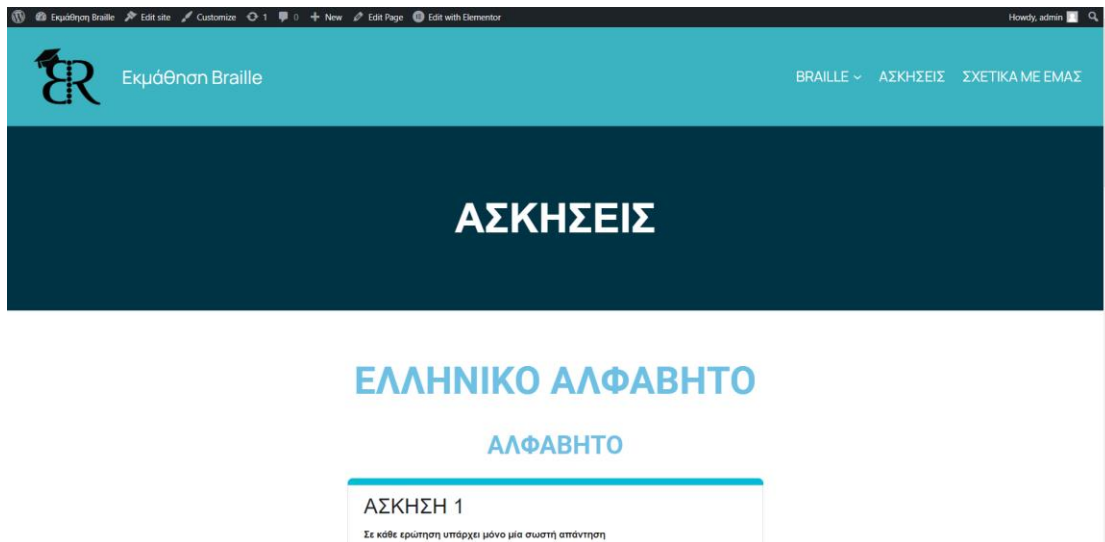 Εκμάθηση Braille Edit site Customize 1 0 New Edit Page Edit with Elementor Howdy, admin
Εκμάθηση Braille BRAILLE ΑΣΚΗΣΕΙΣ ΣΧΕΤΙΚΑ ΜΕ ΕΜΑΣ
ΑΣΚΗΣΕΙΣ
ΕΛΛΗΝΙΚΟ ΑΛΦΑΒΗΤΟ
ΑΛΦΑΒΗΤΟ
ΑΣΚΗΣΗ 1
Σε κάθε ερώτηση υπάρχει μόνο μία σωστή απάντηση